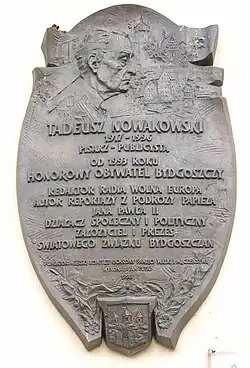 TADEUSZ NOWAKOWSKI
1917 - 1996
PISARZ - PUBLICYSTA
OD 1993 ROKU
HONOROWY OBYWATEL BYDGOSZCZY
REDAKTOR RADIA WOLNA EUROPA
AUTOR REPORTAŻY Z PODRÓŻY PAPIEŻA
JANA PAWŁA II
DZIAŁACZ SPOŁECZNY I POLITYCZNY
ZAŁOŻYCIEL I PREZES
ŚWIATOWEGO ZWIĄZKU BYDGOSZCZAN